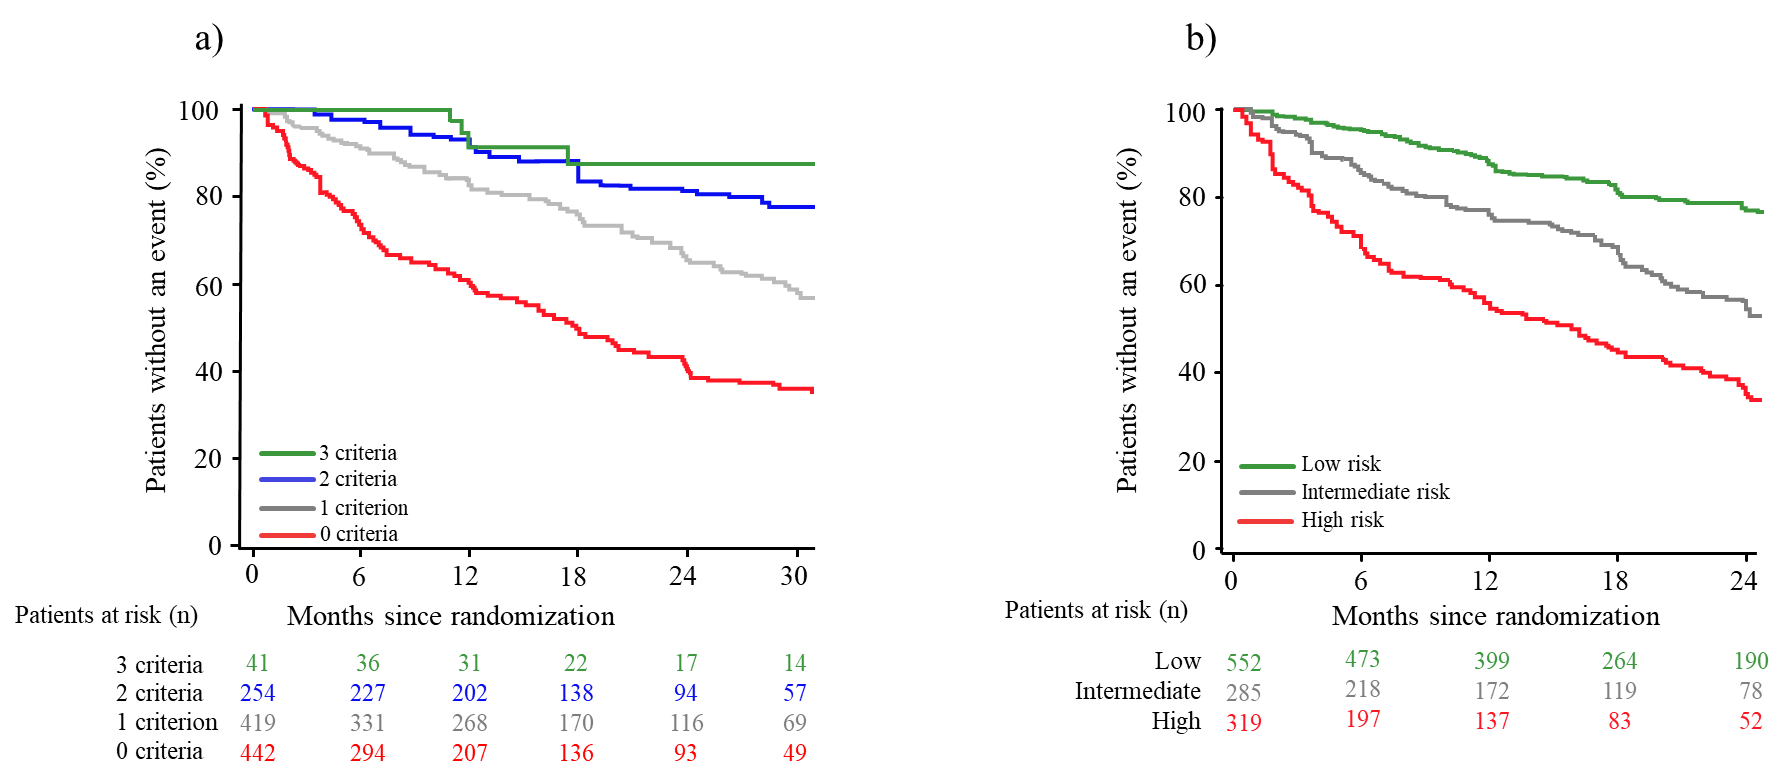 a)
Patients without an event (%)
100
80
60
40
20
0
3 criteria
2 criteria
1 criterion
0 criteria
0 6 12 18 24 30
Months since randomization
Patients at risk (n)
3 criteria 41 36 31 22 17 14
2 criteria 254 227 202 138 94 57
1 criterion 419 331 268 170 116 69
0 criteria 442 294 207 136 93 49
b)
Patients without an event (%)
100
80
60
40
20
0
Low risk
Intermediate risk
High risk
0 6 12 18 24
Months since randomization
Patients at risk (n)
Low 552 473 399 264 190
Intermediate 285 218 172 119 78
High 319 197 137 83 52